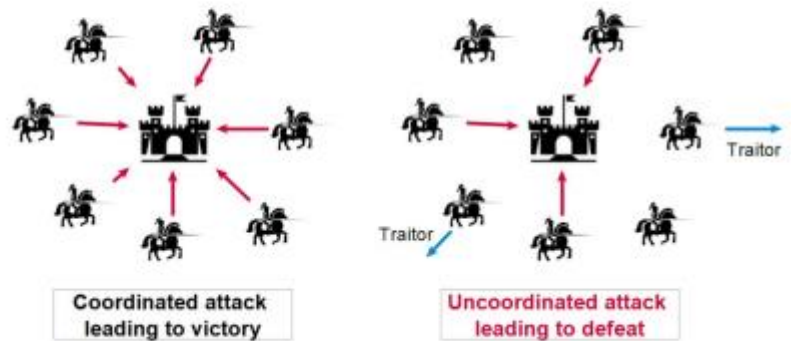 Traitor
Traitor
Coordinated attack
leading to victory
Uncoordinated attack
leading to defeat